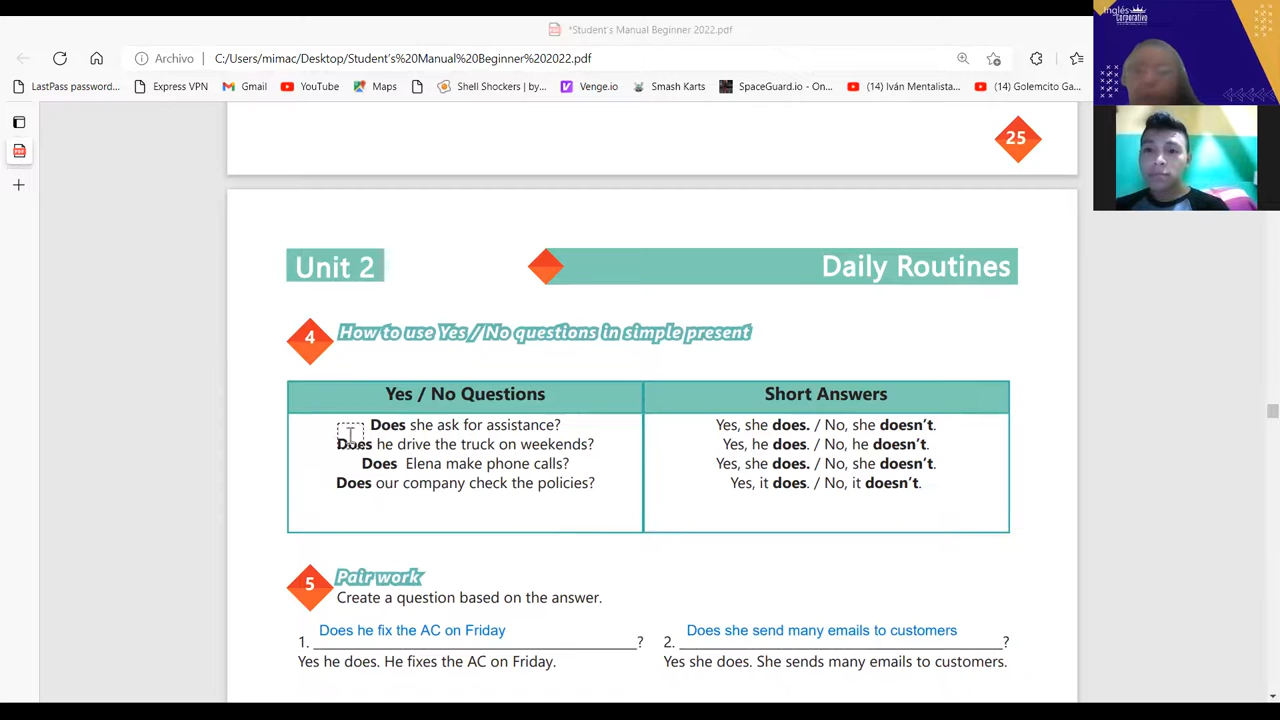 *Student's Manual Beginner 2022.pdf
Archivo C:/Users/mimac/Desktop/Student's%20Manual%20Beginner%202022.pdf
LastPass password... Express VPN Gmail YouTube Maps Shell Shockers | by... Venge.io Smash Karts SpaceGuard.io - On... (14) Iván Mentalista... (14) Golemcito Ga...
Inglés
Corporativo
25
Unit 2 Daily Routines
4 How to use Yes / No questions in simple present
Yes / No Questions Short Answers
Does she ask for assistance? Yes, she does. / No, she doesn't.
Does he drive the truck on weekends? Yes, he does. / No, he doesn't.
Does Elena make phone calls? Yes, she does. / No, she doesn't.
Does our company check the policies? Yes, it does. / No, it doesn't.
5 Pair work
Create a question based on the answer.
1. Does he fix the AC on Friday ? 2. Does she send many emails to customers ?
Yes he does. He fixes the AC on Friday. Yes she does. She sends many emails to customers.